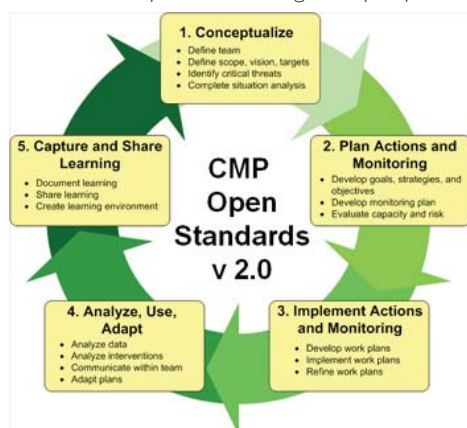 1. Conceptualize
• Define team
• Define scope, vision, targets
• Identify critical threats
• Complete situation analysis
2. Plan Actions and
Monitoring
• Develop goals, strategies, and
objectives
• Develop monitoring plan
• Evaluate capacity and risk
3. Implement Actions
and Monitoring
• Develop work plans
• Implement work plans
• Refine work plans
4. Analyze, Use,
Adapt
• Analyze data
• Analyze interventions
• Communicate within team
• Adapt plans
5. Capture and Share
Learning
• Document learning
• Share learning
• Create learning environment
CMP
Open
Standards
v 2.0